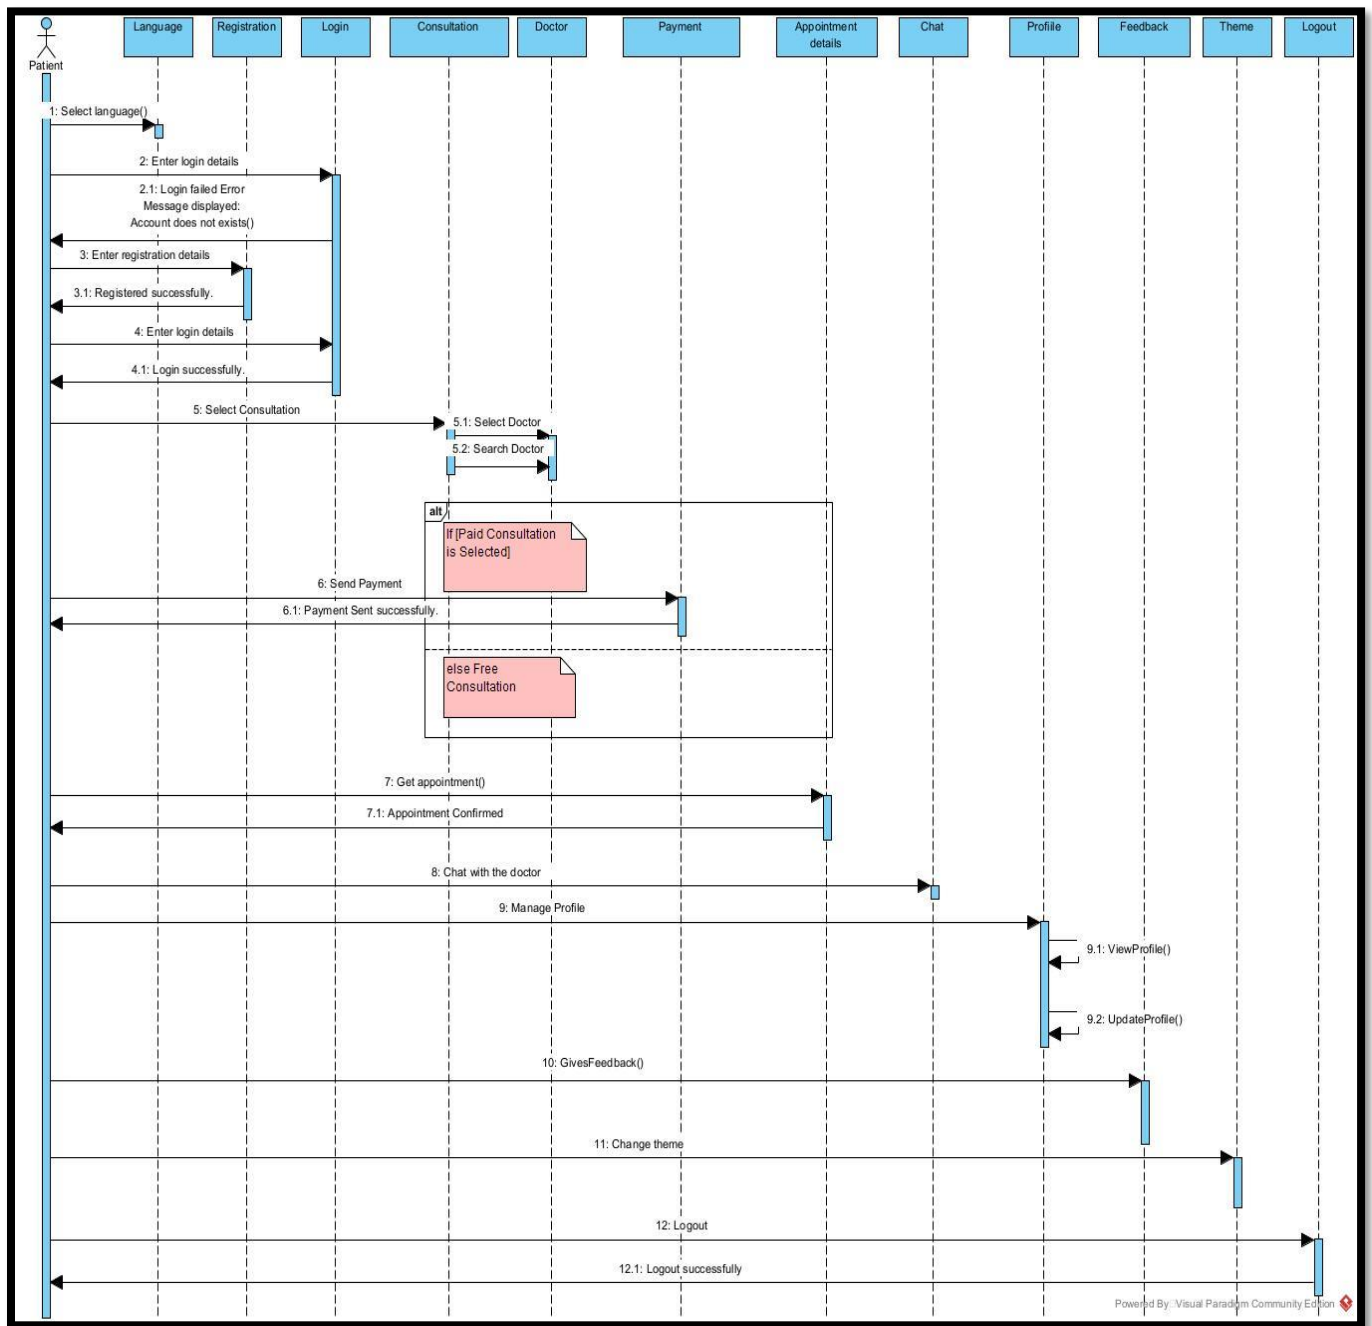 Language
Registration
Login
Consultation
Doctor
Payment
Appointment
details
Chat
Profiile
Feedback
Theme
Logout
Patient
1: Select language()
2: Enter login details
2.1: Login failed Error
Message displayed:
Account does not exists()
3: Enter registration details
3.1: Registered successfully.
4: Enter login details
4.1: Login successfully.
5: Select Consultation
5.1: Select Doctor
5.2: Search Doctor
alt
If [Paid Consultation
is Selected]
6: Send Payment
6.1: Payment Sent successfully.
else Free
Consultation
7: Get appointment()
7.1: Appointment Confirmed
8: Chat with the doctor
9: Manage Profile
9.1: ViewProfile()
9.2: UpdateProfile()
10: GivesFeedback()
11: Change theme
12: Logout
12.1: Logout successfully
Powered By Visual Paradigm Community Edition